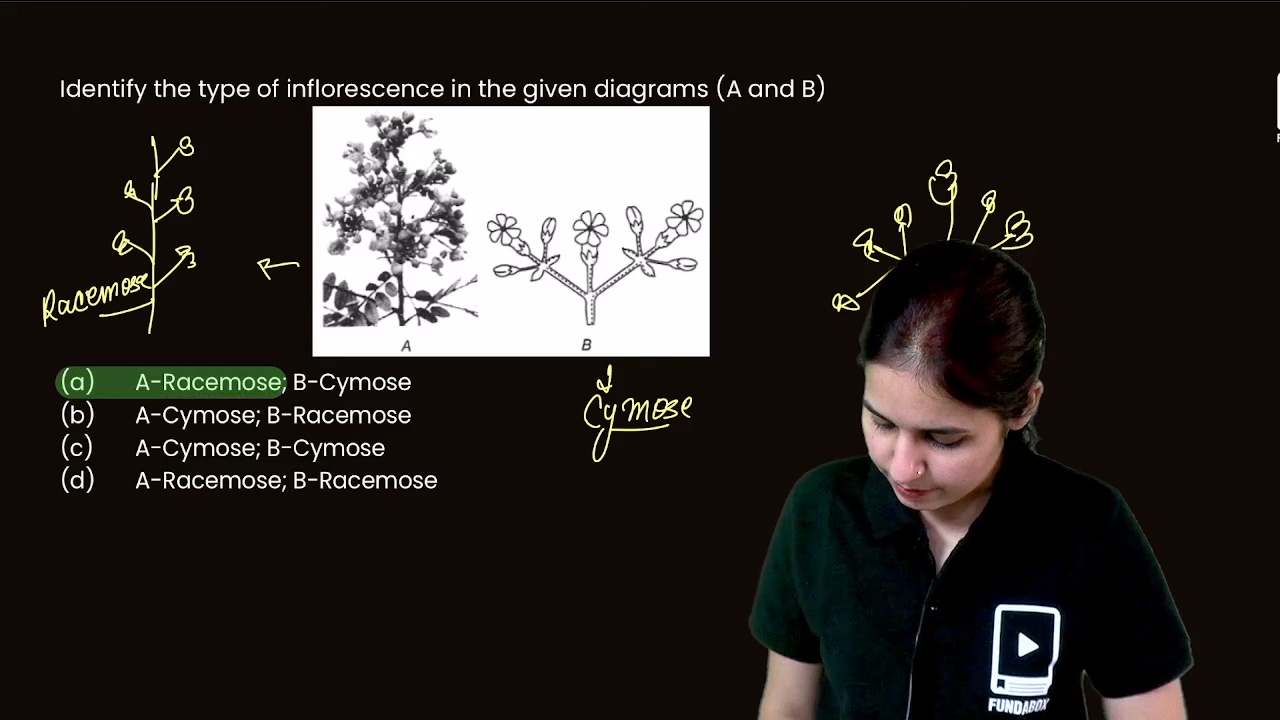 Identify the type of inflorescence in the given diagrams (A and B)
Racemose
A
B
(a) A-Racemose; B-Cymose
(b) A-Cymose; B-Racemose
(c) A-Cymose; B-Cymose
(d) A-Racemose; B-Racemose
Cymose
FUNDABOX